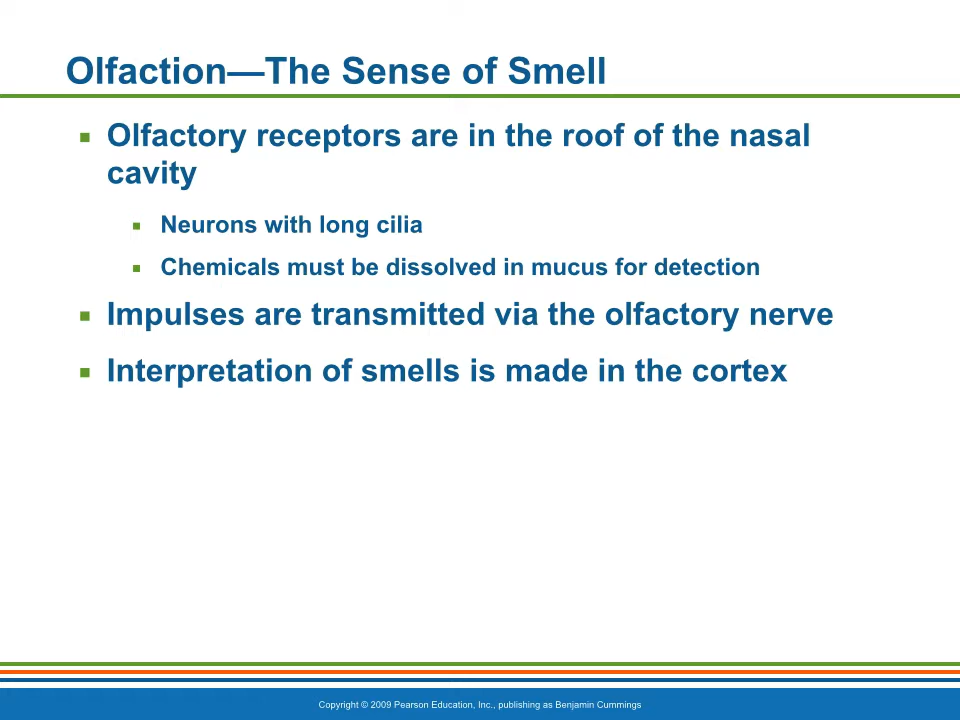 Olfaction—The Sense of Smell
Olfactory receptors are in the roof of the nasal
cavity
Neurons with long cilia
Chemicals must be dissolved in mucus for detection
Impulses are transmitted via the olfactory nerve
Interpretation of smells is made in the cortex
Copyright © 2009 Pearson Education, Inc., publishing as Benjamin Cummings